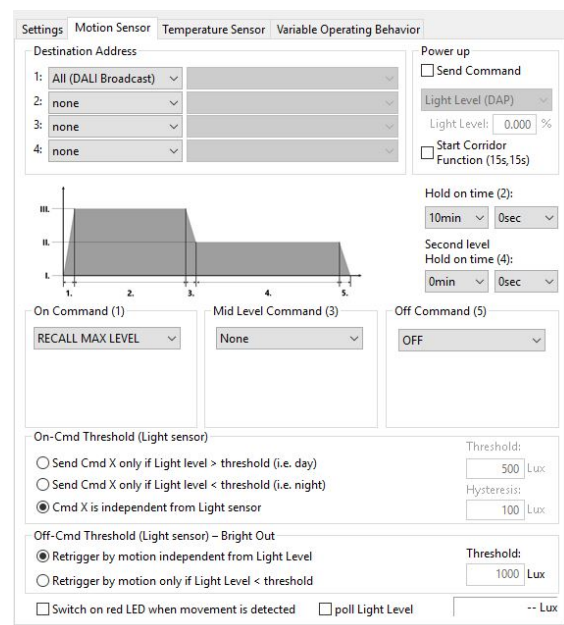 Settings Motion Sensor Temperature Sensor Variable Operating Behavior
Destination Address
1: All (DALI Broadcast)
2: none
3: none
4: none
Power up
Send Command
Light Level (DAP)
Light Level: 0.000 %
Start Corridor
Function (15s,15s)
III.
II.
I.
1. 2. 3. 4. 5.
Hold on time (2):
10min 0sec
Second level
Hold on time (4):
0min 0sec
On Command (1)
RECALL MAX LEVEL
Mid Level Command (3)
None
Off Command (5)
OFF
On-Cmd Threshold (Light sensor)
Send Cmd X only if Light level > threshold (i.e. day)
Send Cmd X only if Light level < threshold (i.e. night)
Cmd X is independent from Light sensor
Threshold:
500 Lux
Hysteresis:
100 Lux
Off-Cmd Threshold (Light sensor) – Bright Out
Retrigger by motion independent from Light Level
Retrigger by motion only if Light Level < threshold
Threshold:
1000 Lux
Switch on red LED when movement is detected poll Light Level -- Lux